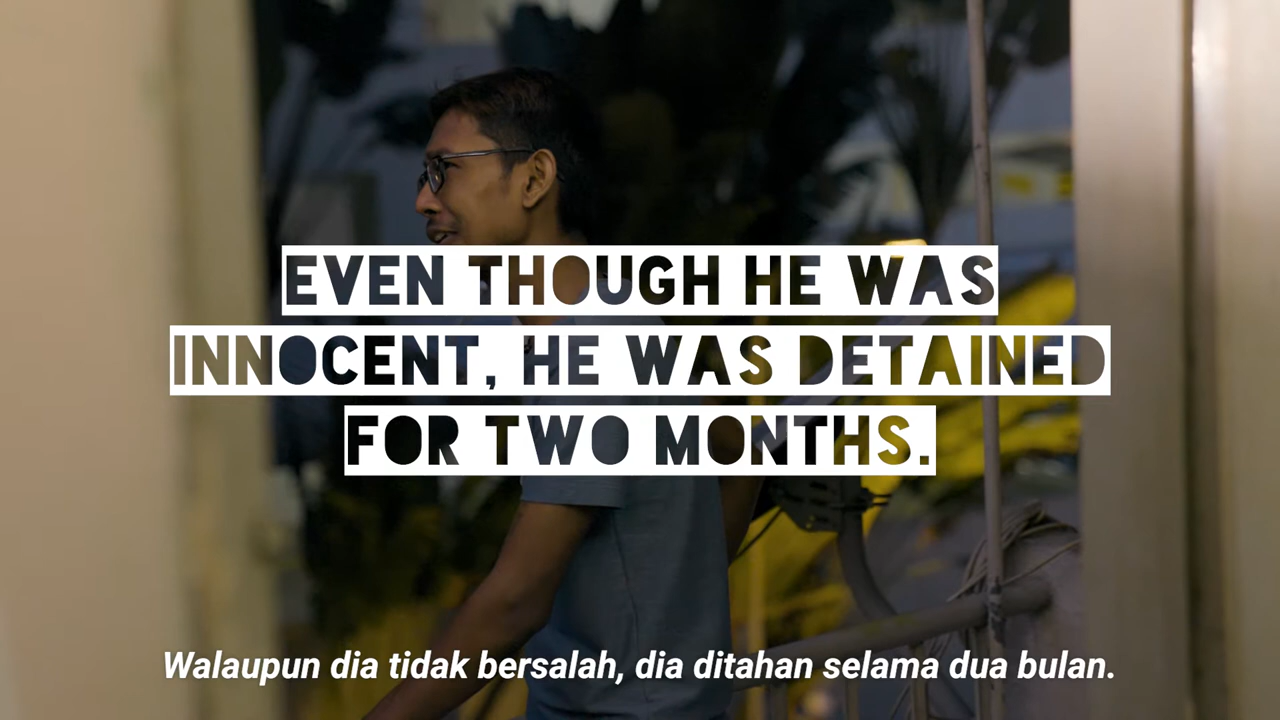 EVEN THOUGH HE WAS
INNOCENT, HE WAS DETAINED
FOR TWO MONTHS.
Walaupun dia tidak bersalah, dia ditahan selama dua bulan.